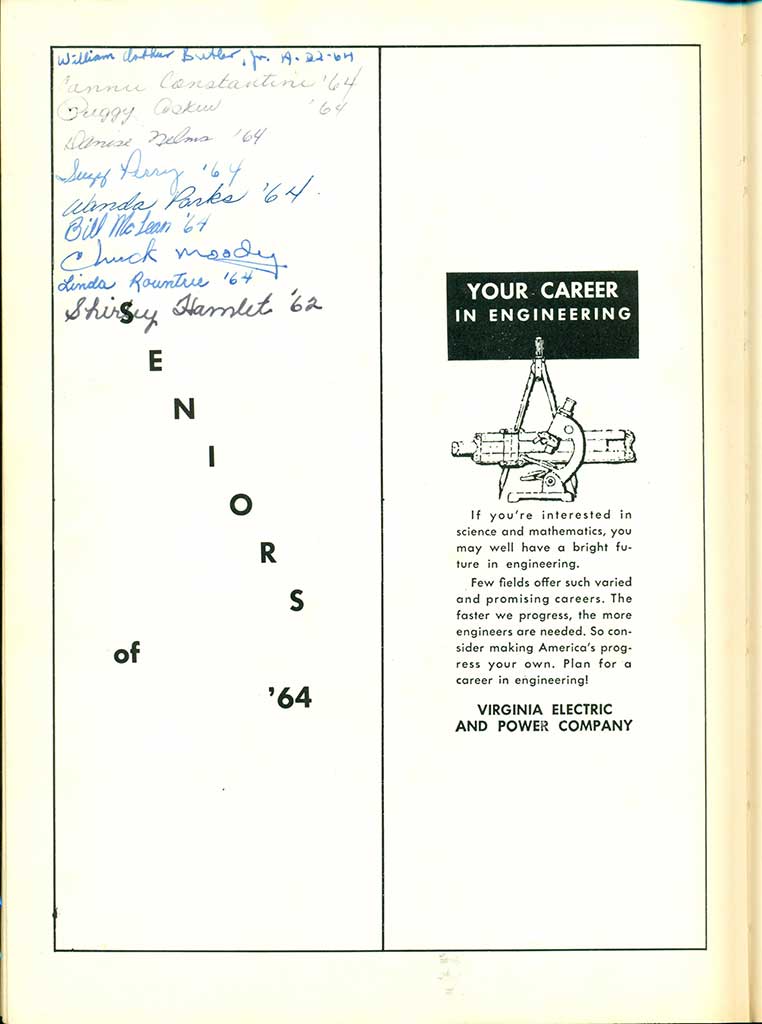 William Arthur Butler, Jr. A-22-64
Constantine '64
Peggy Askew '64
Denise Nelms '64
Suzy Perry '64
Wanda Parks '64.
Bill McLean '64
Chuck Moody
Linda Rountree '64
Shirley Hamlet '62
SENIORS
of
'64
YOUR CAREER
IN ENGINEERING
If you're interested in
science and mathematics, you
may well have a bright fu-
ture in engineering.
Few fields offer such varied
and promising careers. The
faster we progress, the more
engineers are needed. So con-
sider making America's prog-
ress your own. Plan for a
career in engineering!
VIRGINIA ELECTRIC
AND POWER COMPANY